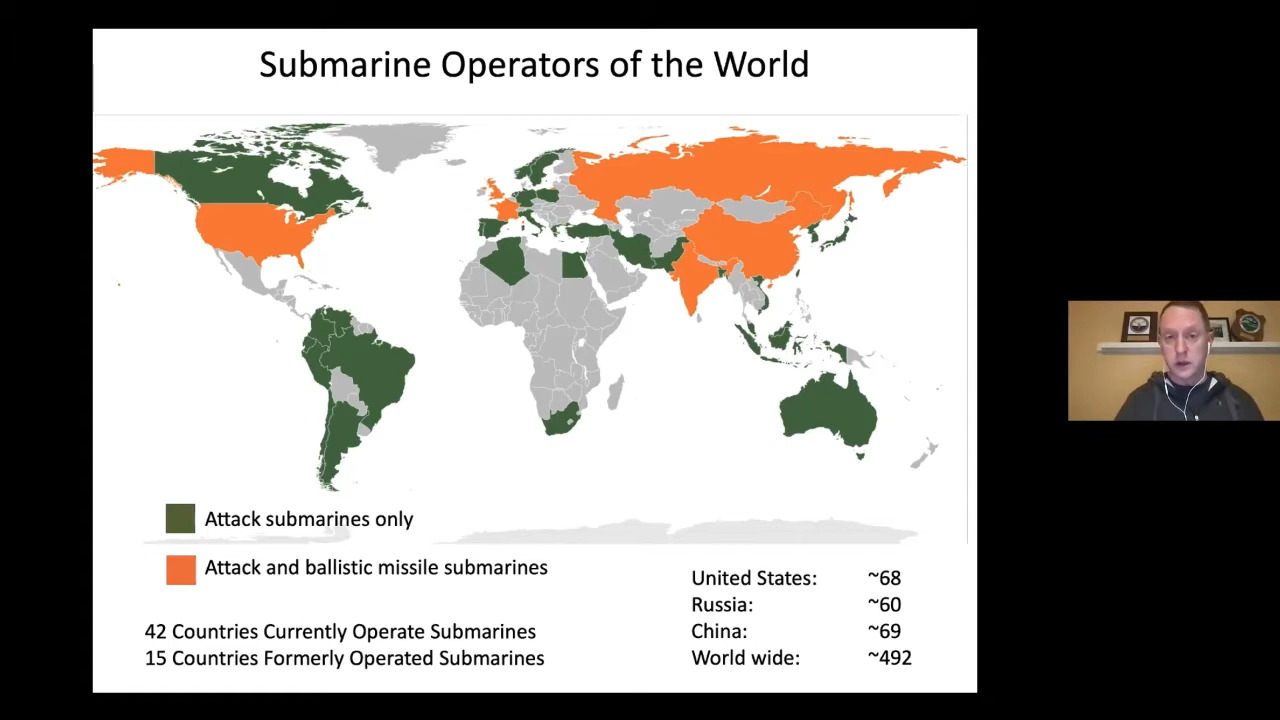 Submarine Operators of the World
Attack submarines only
Attack and ballistic missile submarines
42 Countries Currently Operate Submarines
15 Countries Formerly Operated Submarines
United States: ~68
Russia: ~60
China: ~69
World wide: ~492